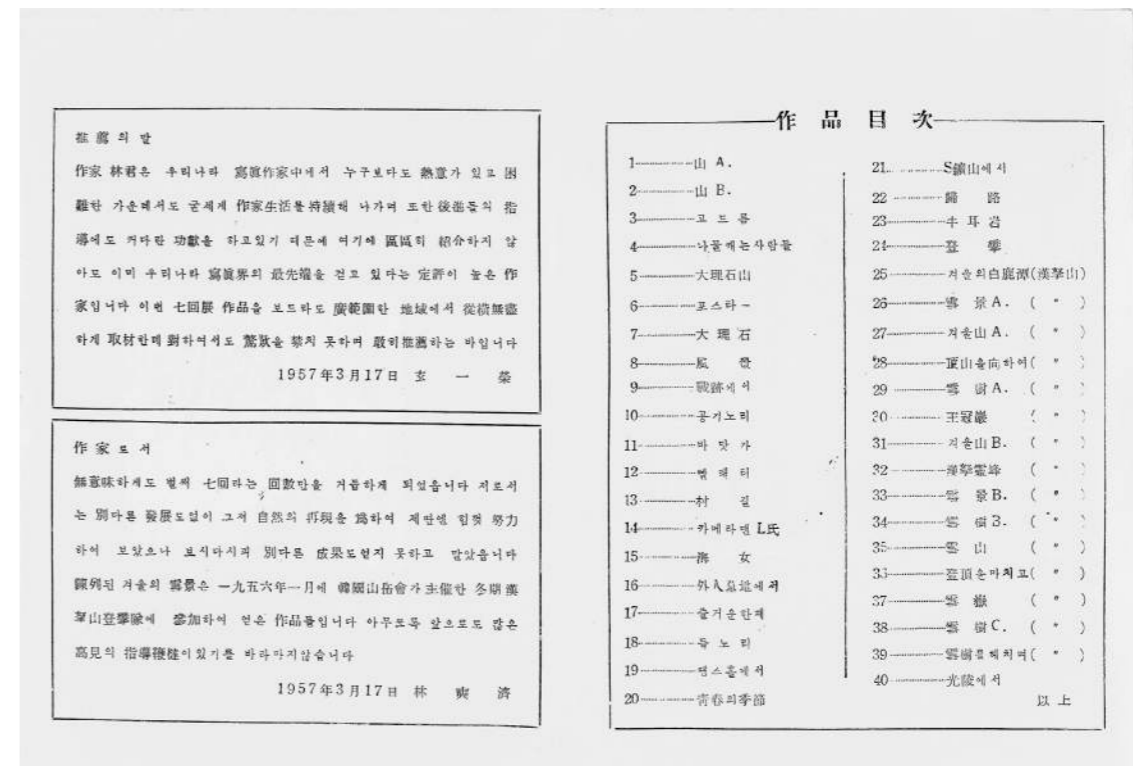 推薦의 말
作家 林君은 우리나라 寫眞作家中에서 누구보다도 熱意가 있고 困
難한 가운데서도 굳세게 作家生活를 持續해 나가며 또한 後進들의 指
導에도 커다란 功獻을 하고있기 때문에 여기에 區區히 紹介하지 않
아도 이미 우리나라 寫眞界의 最先端을 걷고 있다는 定評이 높은 作
家입니다 이번 七回展 作品을 보드라도 廣範圍한 地域에서 從橫無盡
하게 取材한데 對하여서도 驚歎을 禁치 못하며 敢히推薦하는 바입니다
1957年3月17日 玄 一 榮
作家로서
無意味하게도 벌써 七回라는 回數만을 거듭하게 되었읍니다 저로서
는 別다른 發展도없이 그저 自然의 再現을 爲하여 제딴엔 힘껏 努力
하여 보았으나 보시다시피 別다른 成果도얻지 못하고 말았읍니다
陳列된 겨울의 雪景은 一九五六年一月에 韓國山岳會가 主催한 冬期 漢
拏山登攀隊에 參加하여 얻은 作品들입니다 아무쪼록 앞으로도 많은
高見의 指導鞭撻이있기를 바라마지않습니다
1957年3月17日 林 奭 濟
作品目次
1 山 A.
2 山 B.
3 고드름
4 나물캐는사람들
5 大理石山
6 포스타ー
7 大理石
8 風
9 戰跡에서
10 공기노리
11 바닷가
12 빨래터
13 村 길
14 카메라맨 L氏
15 海 女
16 外人墓地에서
17 즐거운한때
18 들노리
19 땐스홀에서
20 靑春의季節
21 S鑛山에서
22 歸 路
23 牛耳岩
24 登 攀
25 겨울의白鹿潭(漢拏山)
26 雪 景 A. ( 〃 )
27 겨울山 A. ( 〃 )
28 頂山을向하여( 〃 )
29 雪 樹 A. ( 〃 )
30 王冠巖 ( 〃 )
31 겨울山 B. ( 〃 )
32 漢拏靈峰 ( 〃 )
33 雪 景 B. ( 〃 )
34 雪 樹 B. ( 〃 )
35 雪 山 ( 〃 )
33 登頂을마치고( 〃 )
37 雪 嶽 ( 〃 )
38 雪 樹 C. ( 〃 )
39 雪樹를헤치며( 〃 )
40 光陵에서
以上